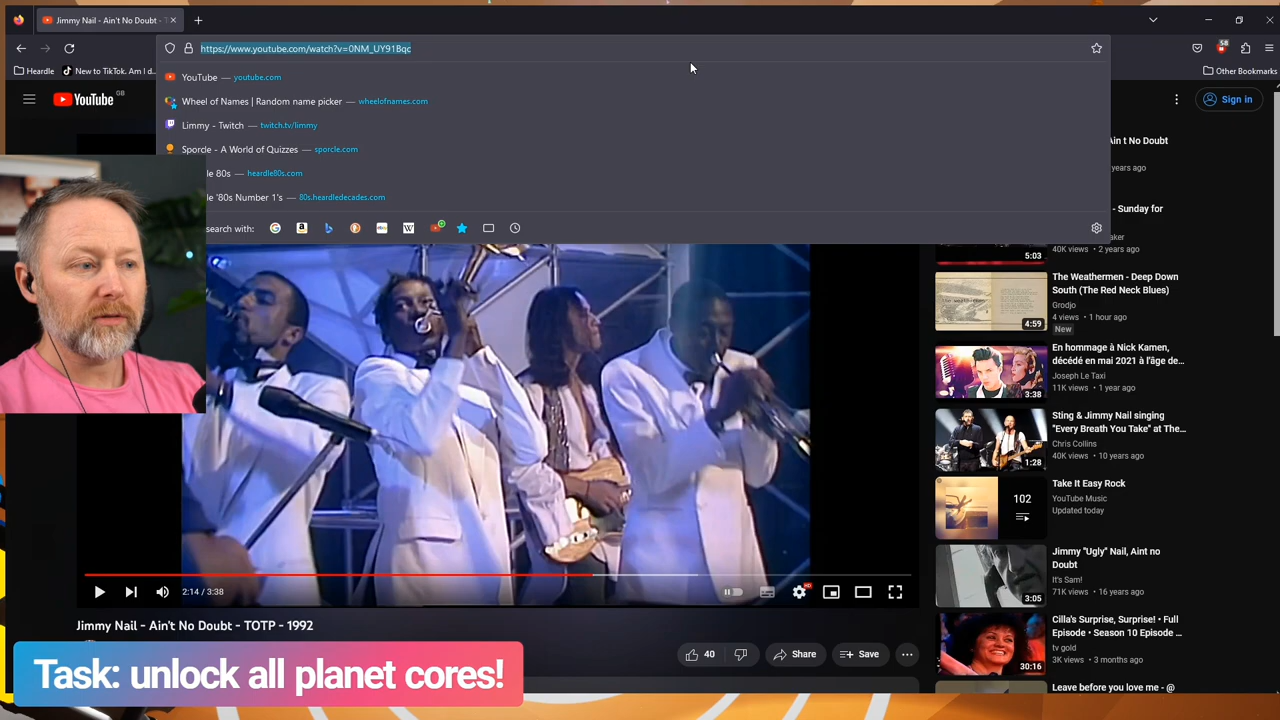 Jimmy Nail - Ain't No Doubt - T
https://www.youtube.com/watch?v=0NM_UY91Bqc
58
Heardle
New to TikTok, Am I d
Other Bookmarks
YouTube — youtube.com
Wheel of Names | Random name picker — wheelofnames.com
Limmy - Twitch — twitch.tv/limmy
Sporcle - A World of Quizzes — sporcle.com
le 80s — heardle80s.com
le '80s Number 1's — 80s.heardledecades.com
search with:
YouTube GB
Sign in
Ain t No Doubt
years ago
- Sunday for
aker
40K views • 2 years ago
5:03
The Weathermen - Deep Down
South (The Red Neck Blues)
Grodjo
4 views • 1 hour ago
New
4:59
En hommage à Nick Kamen,
décédé en mai 2021 à l'âge de...
Joseph Le Taxi
11K views • 1 year ago
3:38
Sting & Jimmy Nail singing
"Every Breath You Take" at The...
Chris Collins
40K views • 10 years ago
1:28
Take It Easy Rock
YouTube Music
Updated today
102
Jimmy "Ugly" Nail, Aint no
Doubt
It's Sam!
71K views • 16 years ago
3:05
Cilla's Surprise, Surprise! • Full
Episode • Season 10 Episode ...
tv gold
3K views • 3 months ago
30:16
Leave before you love me - @
2:14 / 3:38
HD
Jimmy Nail - Ain't No Doubt - TOTP - 1992
40
Share
Save
Task: unlock all planet cores!